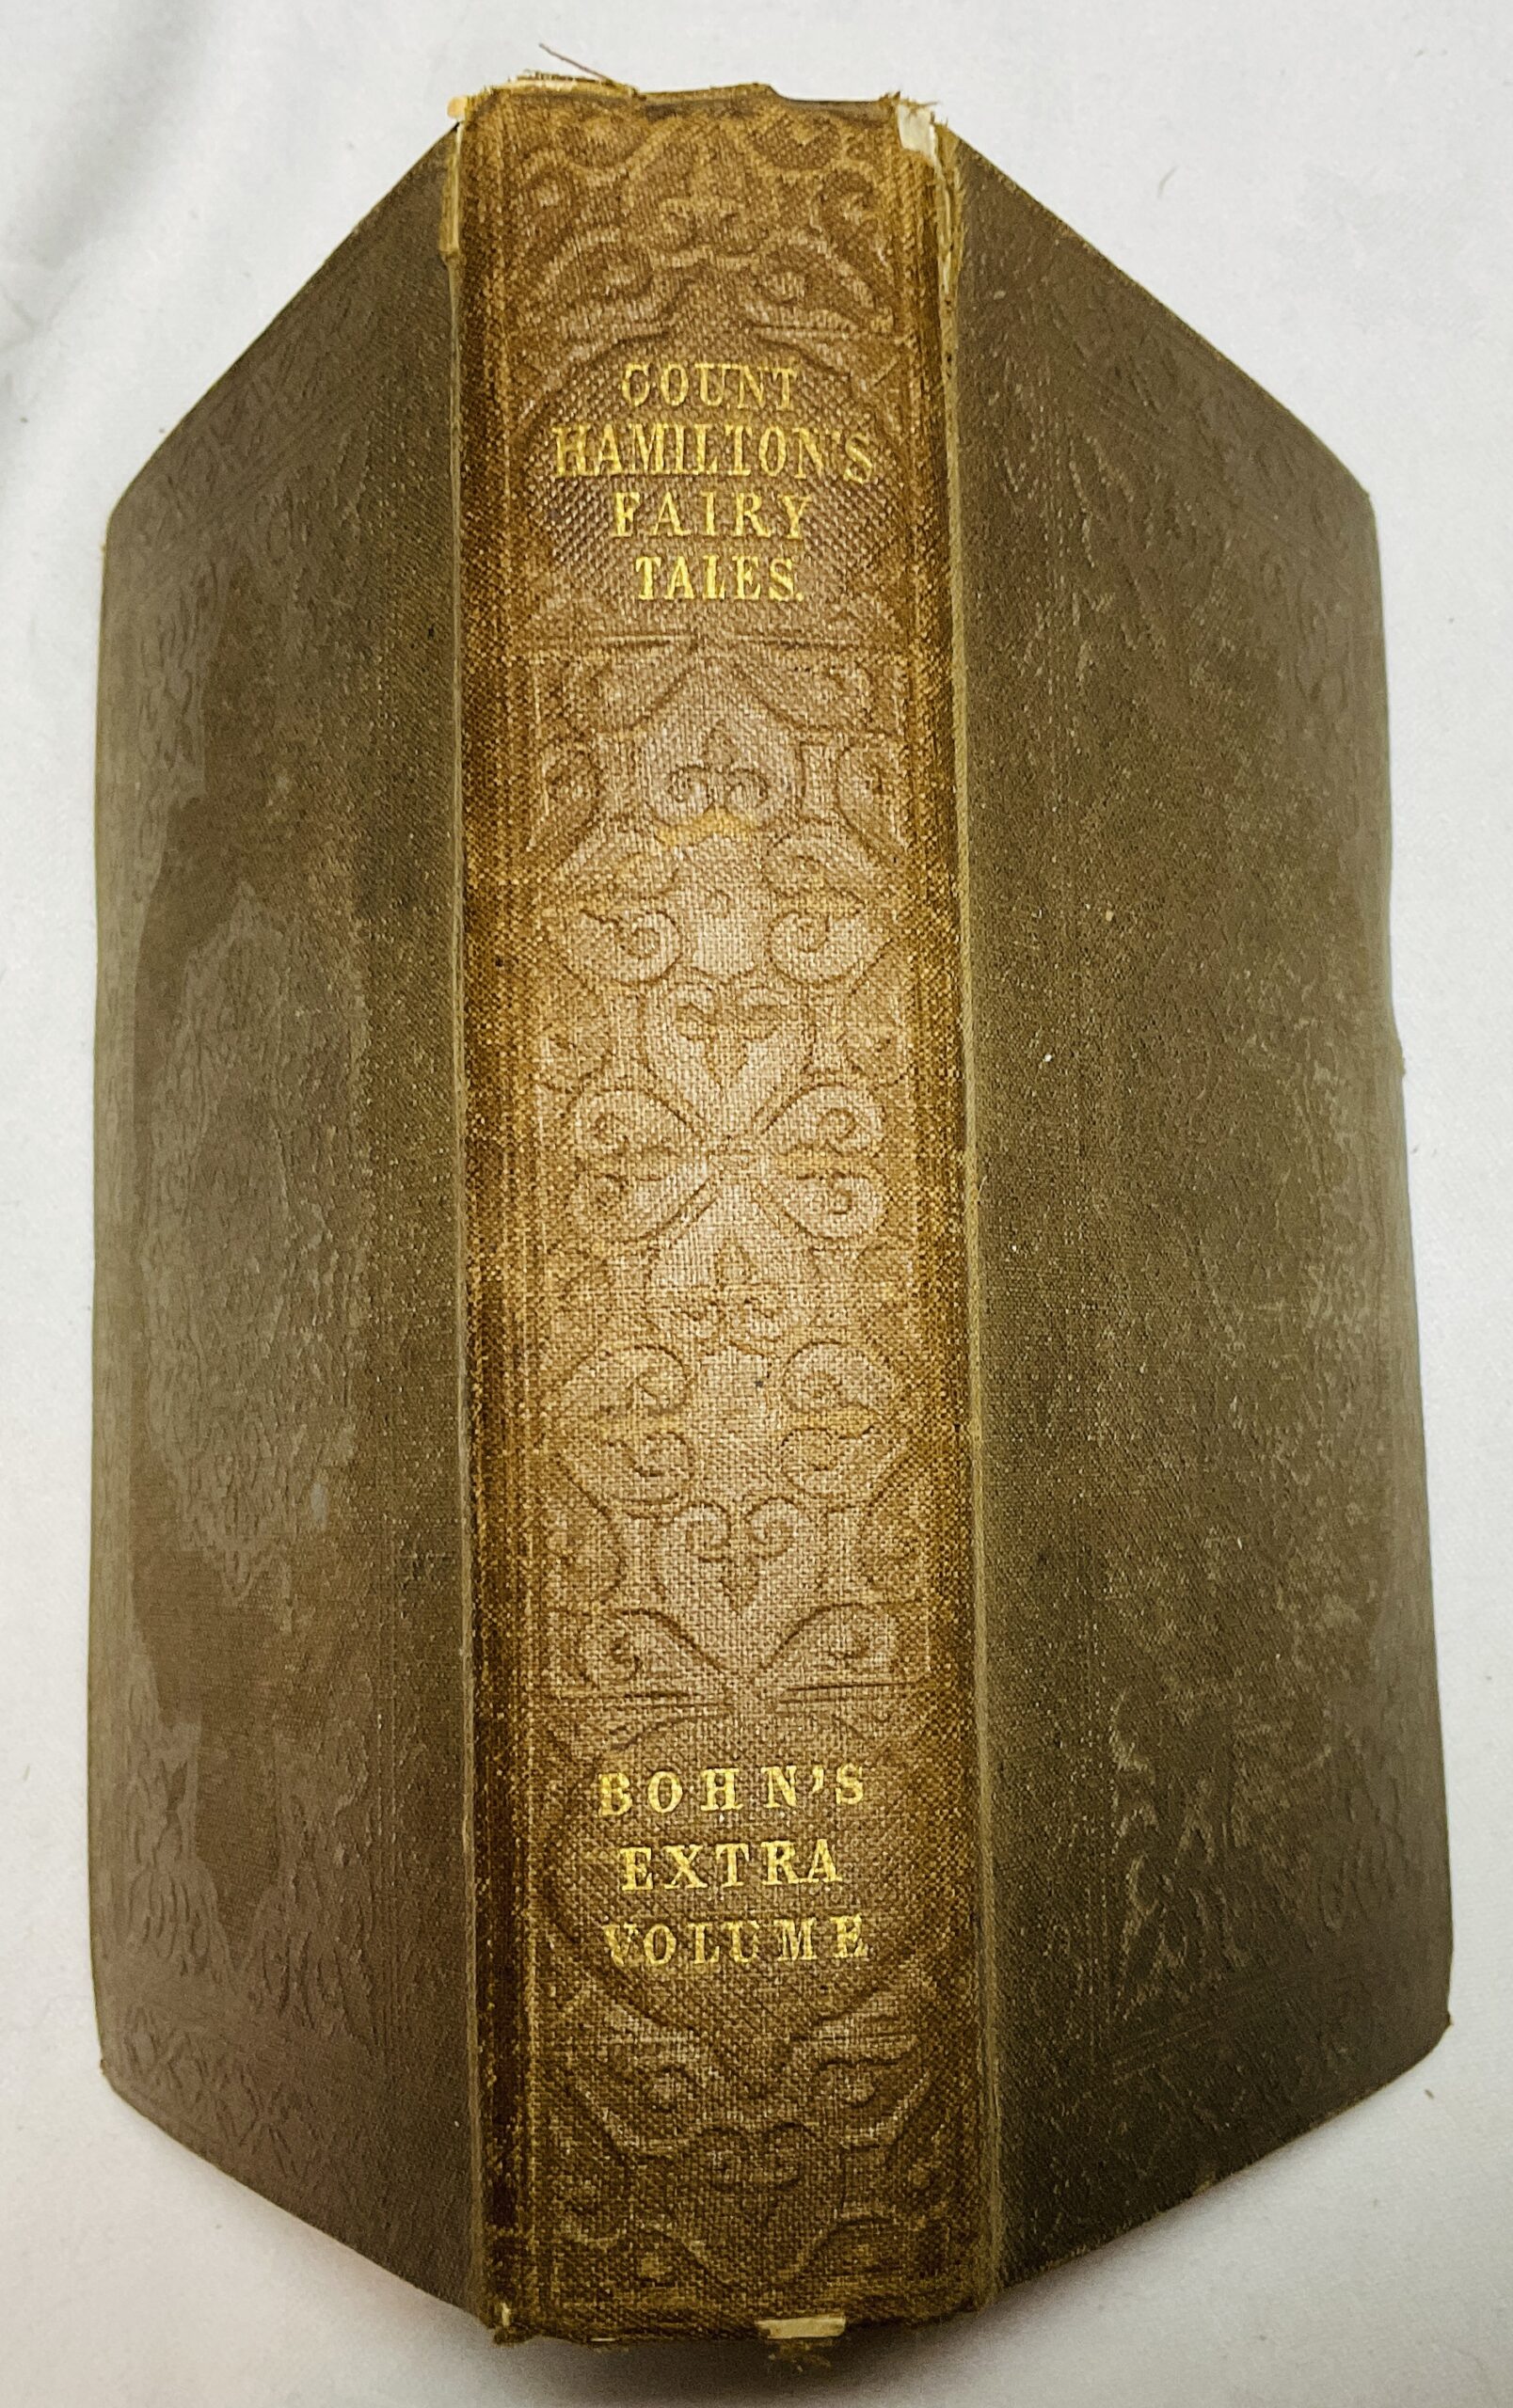 COUNT
HAMILTON'S
FAIRY
TALES.
BOHN'S
EXTRA
VOLUME